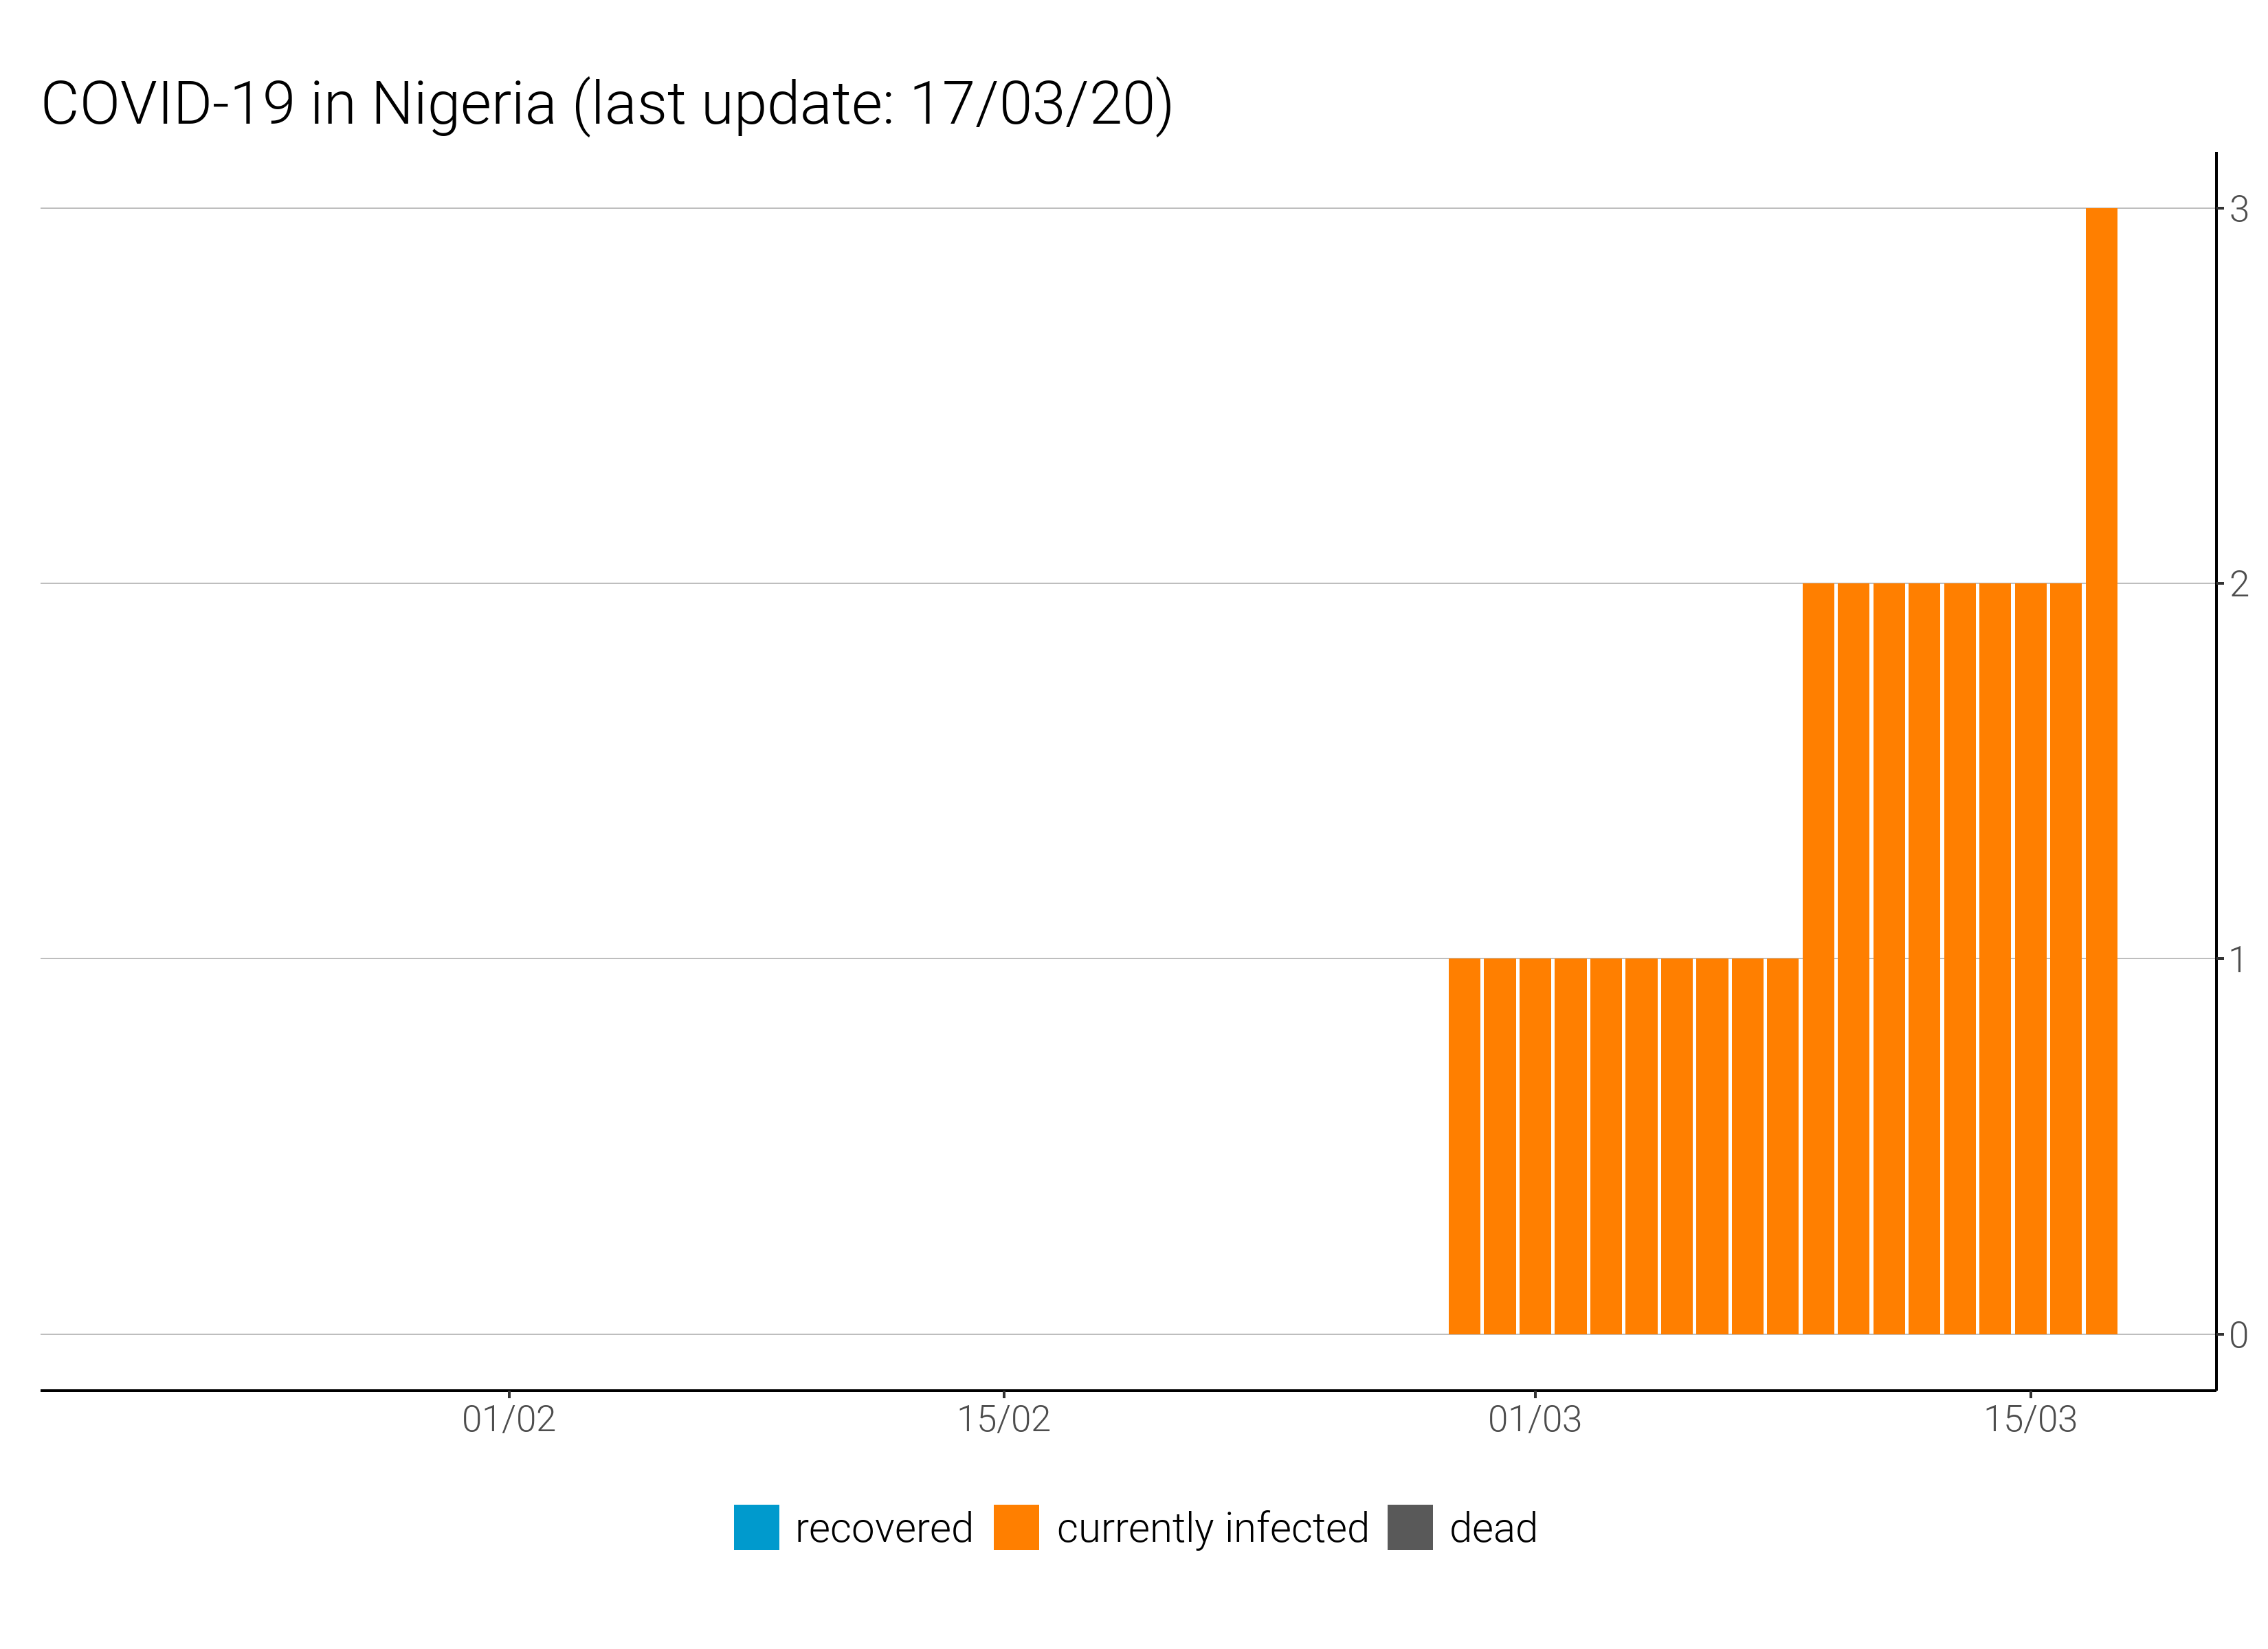 COVID-19 in Nigeria (last update: 17/03/20)
3
2
1
0
01/02 15/02 01/03 15/03
recovered currently infected dead